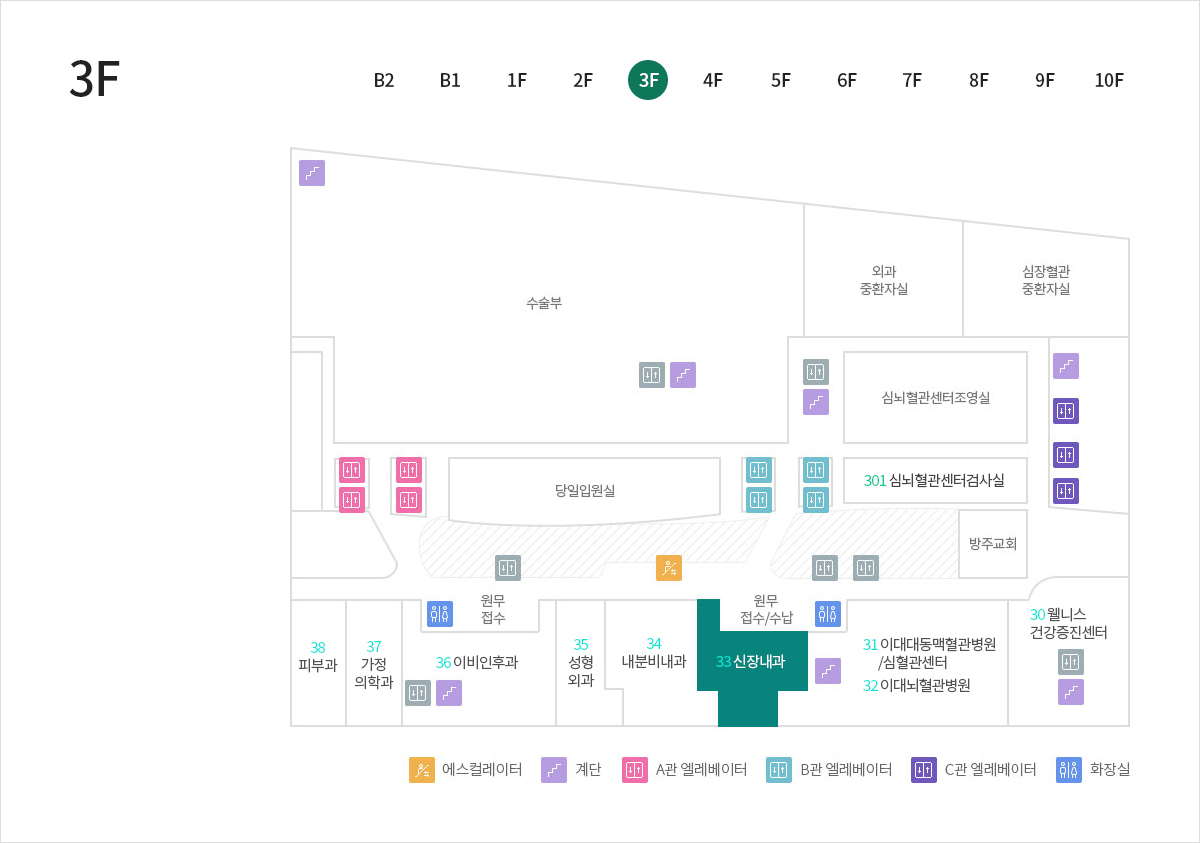 3F
B2 B1 1F 2F 3F 4F 5F 6F 7F 8F 9F 10F
수술부
외과
중환자실
심장혈관
중환자실
심뇌혈관센터조영실
당일입원실
301 심뇌혈관센터검사실
방주교회
원무
접수
원무
접수/수납
38
피부과
37
가정
의학과
36 이비인후과
35
성형
외과
34
내분비내과
33 신장내과
31 이대대동맥혈관병원
/심혈관센터
32 이대뇌혈관병원
30 웰니스
건강증진센터
에스컬레이터 계단 A관 엘레베이터 B관 엘레베이터 C관 엘레베이터 화장실